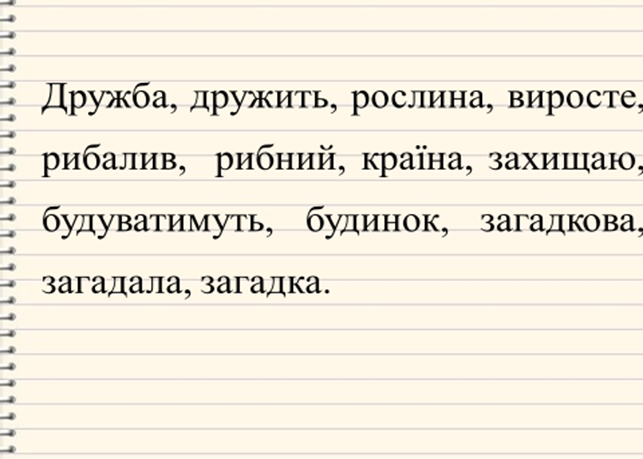 Дружба, дружить, рослина, виросте,
рибалив, рибний, країна, захищаю,
будуватимуть, будинок, загадкова,
загадала, загадка.